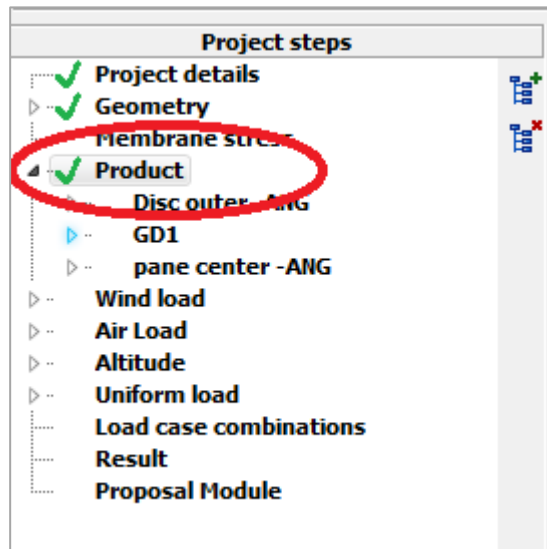 Project steps
Project details
Geometry
Membrane stress
Product
Disc outer -ANG
GD1
pane center -ANG
Wind load
Air Load
Altitude
Uniform load
Load case combinations
Result
Proposal Module